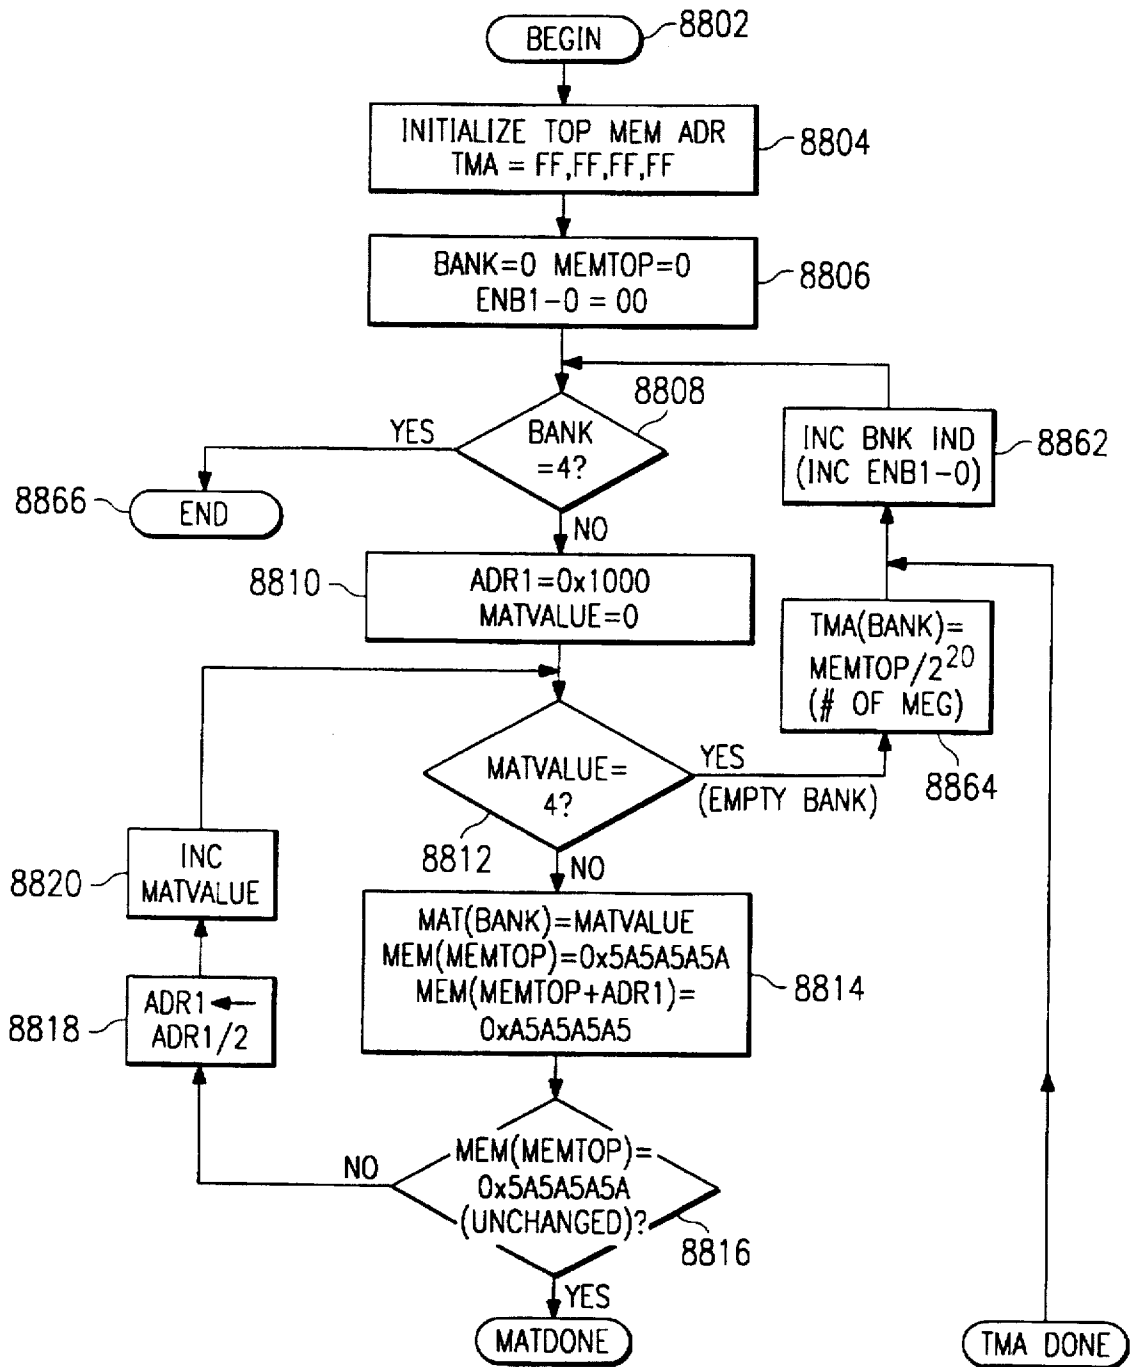 BEGIN
8802
INITIALIZE TOP MEM ADR
TMA = FF,FF,FF,FF
8804
BANK=0 MEMTOP=0
ENB1-0 = 00
8806
8808
BANK
=4?
YES
NO
8866
END
INC BNK IND
(INC ENB1-0)
8862
8810
ADR1=0x1000
MATVALUE=0
TMA(BANK)=
MEMTOP/2²⁰
(# OF MEG)
8864
MATVALUE=
4?
YES
(EMPTY BANK)
8812
NO
8820
INC
MATVALUE
MAT(BANK)=MATVALUE
MEM(MEMTOP)=0x5A5A5A5A
MEM(MEMTOP+ADR1)=
0xA5A5A5A5
8814
8818
ADR1←
ADR1/2
NO
MEM(MEMTOP)=
0x5A5A5A5A
(UNCHANGED)?
8816
YES
MATDONE
TMA DONE